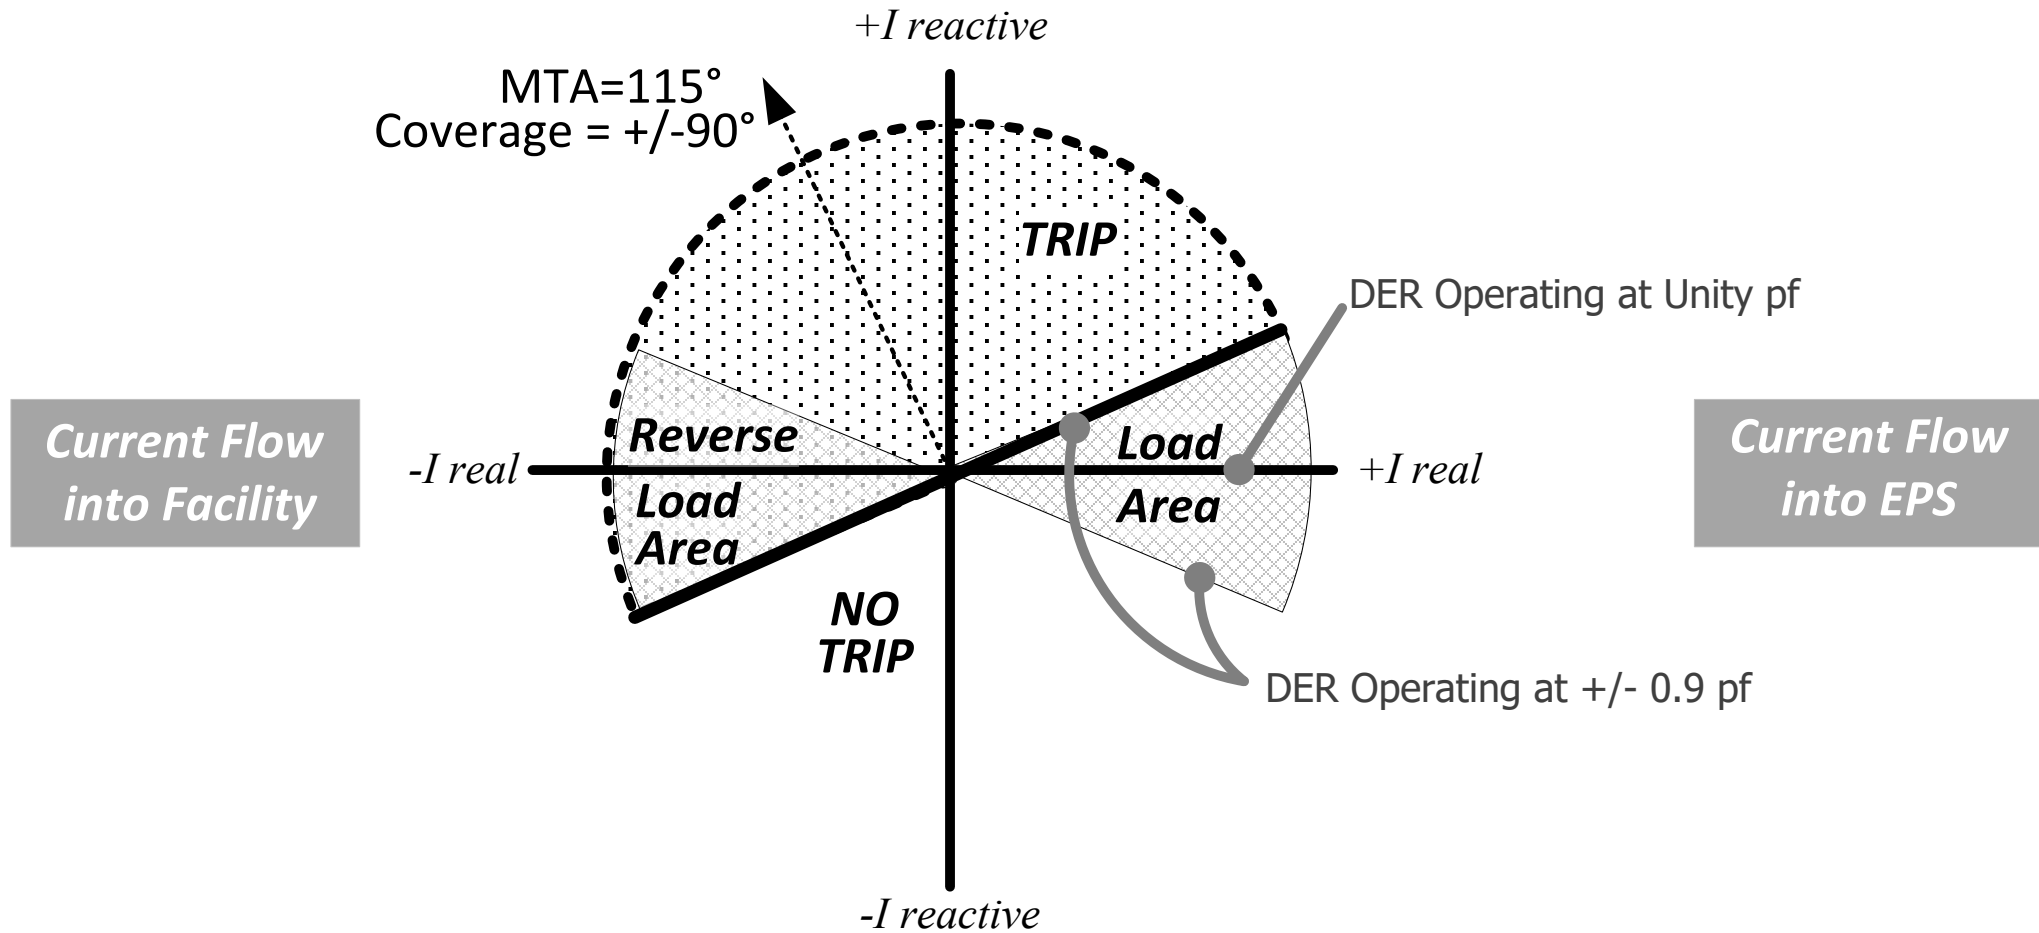 +I reactive
MTA=115°
Coverage = +/-90°
TRIP
DER Operating at Unity pf
Current Flow
into Facility
-I real
Reverse
Load
Area
Load
Area
+I real
Current Flow
into EPS
NO
TRIP
DER Operating at +/- 0.9 pf
-I reactive